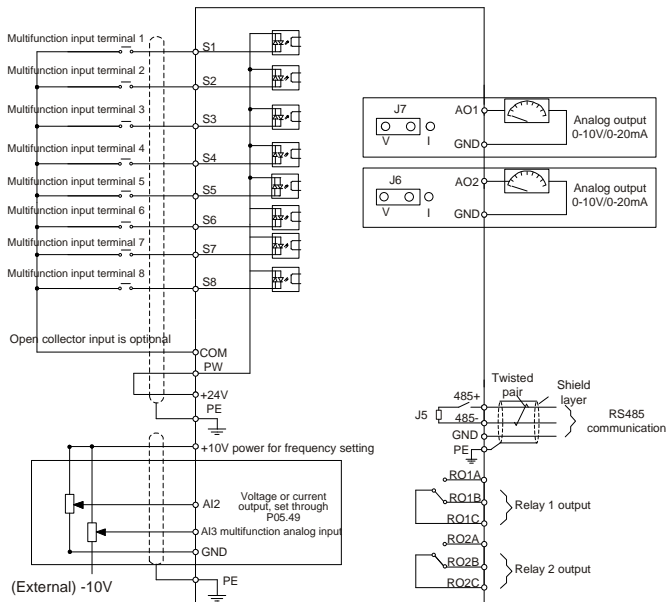 Multifunction input terminal 1
S1
Multifunction input terminal 2
S2
Multifunction input terminal 3
S3
Multifunction input terminal 4
S4
Multifunction input terminal 5
S5
Multifunction input terminal 6
S6
Multifunction input terminal 7
S7
Multifunction input terminal 8
S8
Open collector input is optional
COM
PW
+24V
PE
+10V power for frequency setting
AI2
Voltage or current
output, set through
P05.49
AI3 multifunction analog input
GND
(External) -10V
PE
J7
V
I
AO1
GND
Analog output
0-10V/0-20mA
J6
V
I
AO2
GND
Analog output
0-10V/0-20mA
Twisted
pair
Shield
layer
J5
485+
485-
GND
PE
RS485
communication
RO1A
RO1B
RO1C
Relay 1 output
RO2A
RO2B
RO2C
Relay 2 output